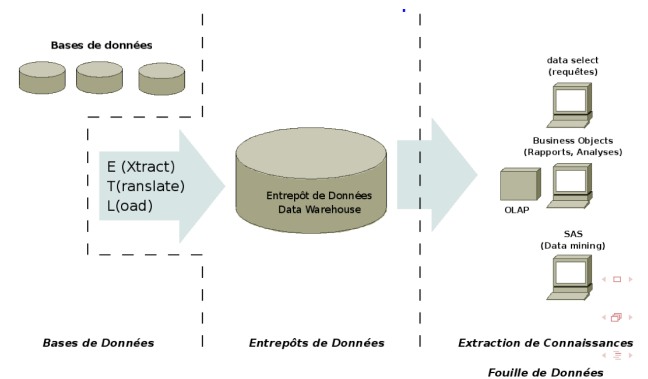 Bases de données
E (Xtract)
T(ranslate)
L(oad)
Entrepôt de Données
Data Warehouse
data select
(requêtes)
Business Objects
(Rapports, Analyses)
OLAP
SAS
(Data mining)
Bases de Données
Entrepôts de Données
Extraction de Connaissances
Fouille de Données